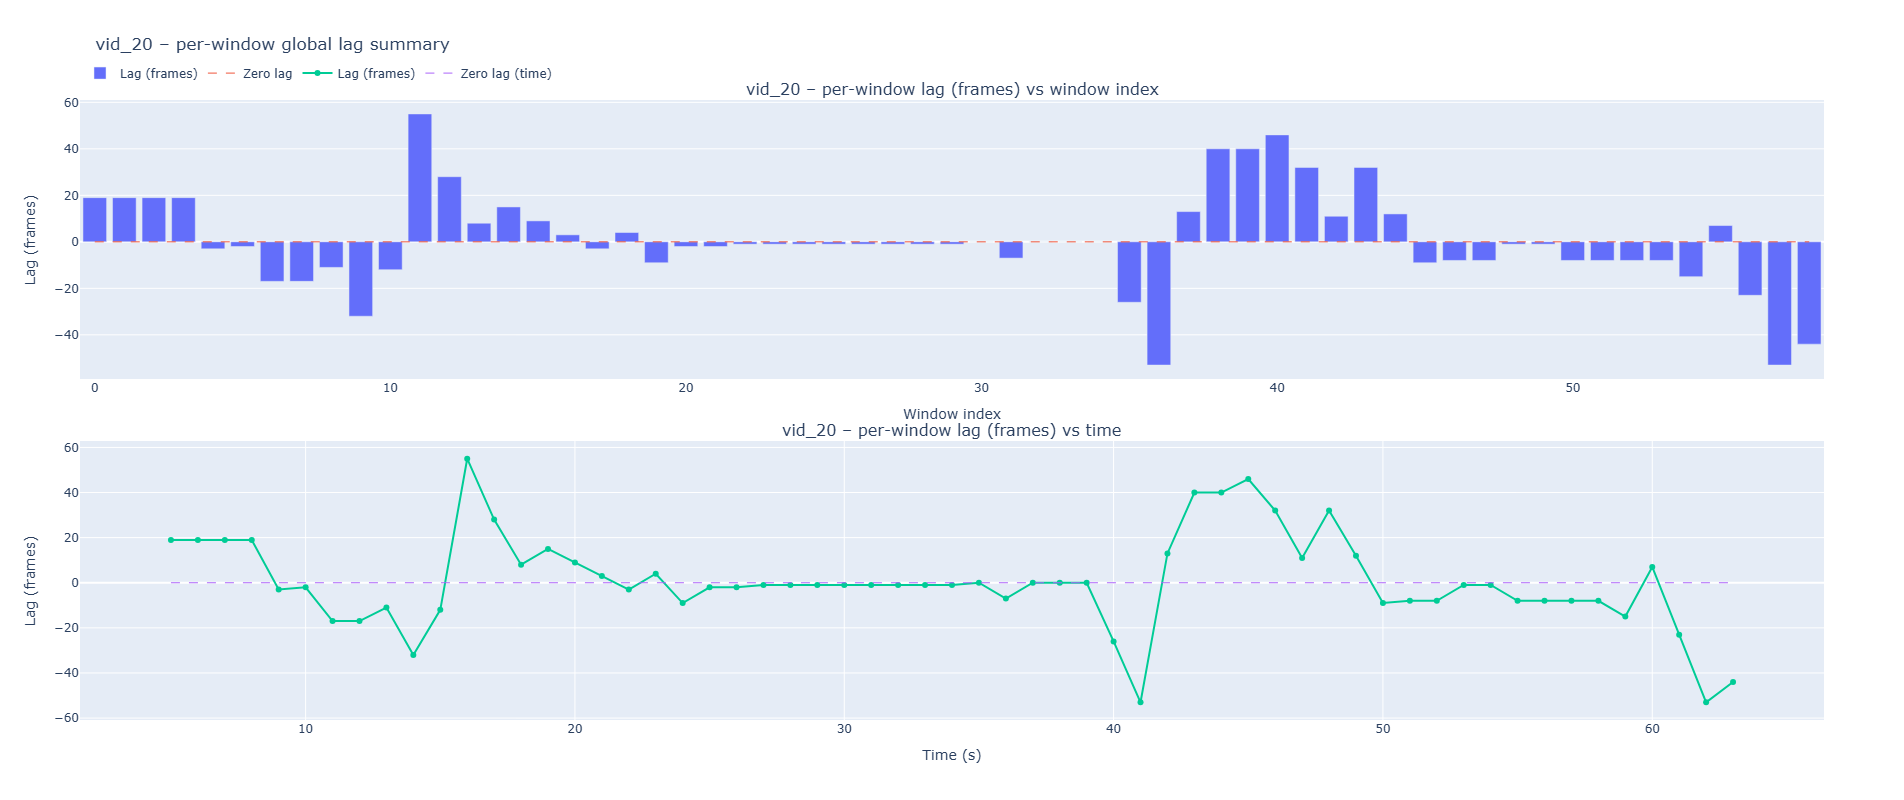 vid_20 – per-window global lag summary
Lag (frames) Zero lag Lag (frames) Zero lag (time)
vid_20 – per-window lag (frames) vs window index
60
40
20
0
−20
−40
Lag (frames)
0 10 20 30 40 50
Window index
vid_20 – per-window lag (frames) vs time
60
40
20
0
−20
−40
−60
Lag (frames)
10 20 30 40 50 60
Time (s)